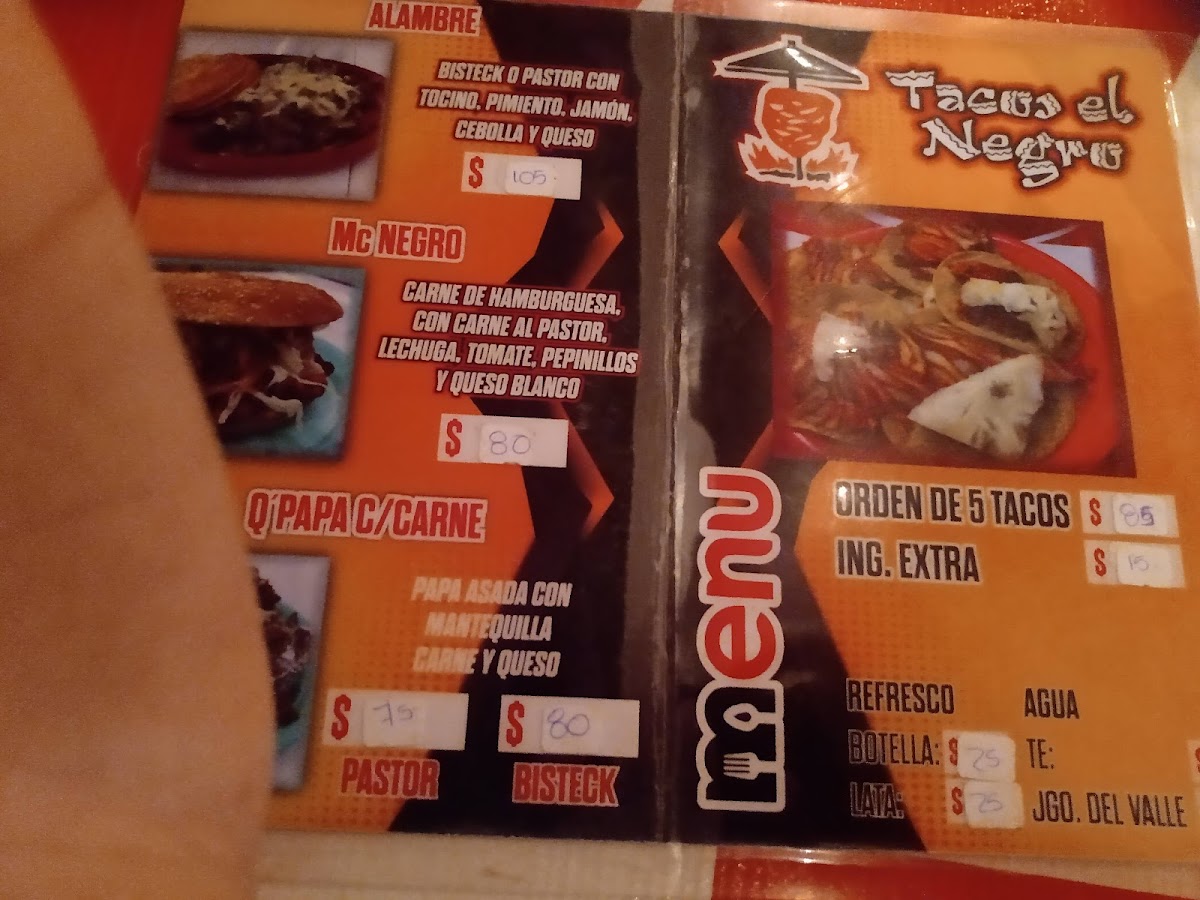 ALAMBRE
BISTECK O PASTOR CON
TOCINO, PIMIENTO, JAMÓN,
CEBOLLA Y QUESO
$ 105
Mc NEGRO
CARNE DE HAMBURGUESA,
CON CARNE AL PASTOR,
LECHUGA, TOMATE, PEPINILLOS
Y QUESO BLANCO
$ 80
Q'PAPA C/CARNE
PAPA ASADA CON
MANTEQUILLA
CARNE Y QUESO
$ 75 $ 80
PASTOR BISTECK
Tacos el
Negro
menu
ORDEN DE 5 TACOS $ 85
ING. EXTRA $ 15
REFRESCO AGUA
BOTELLA: $ 25 TE: $
LATA: $ 25 JGO. DEL VALLE